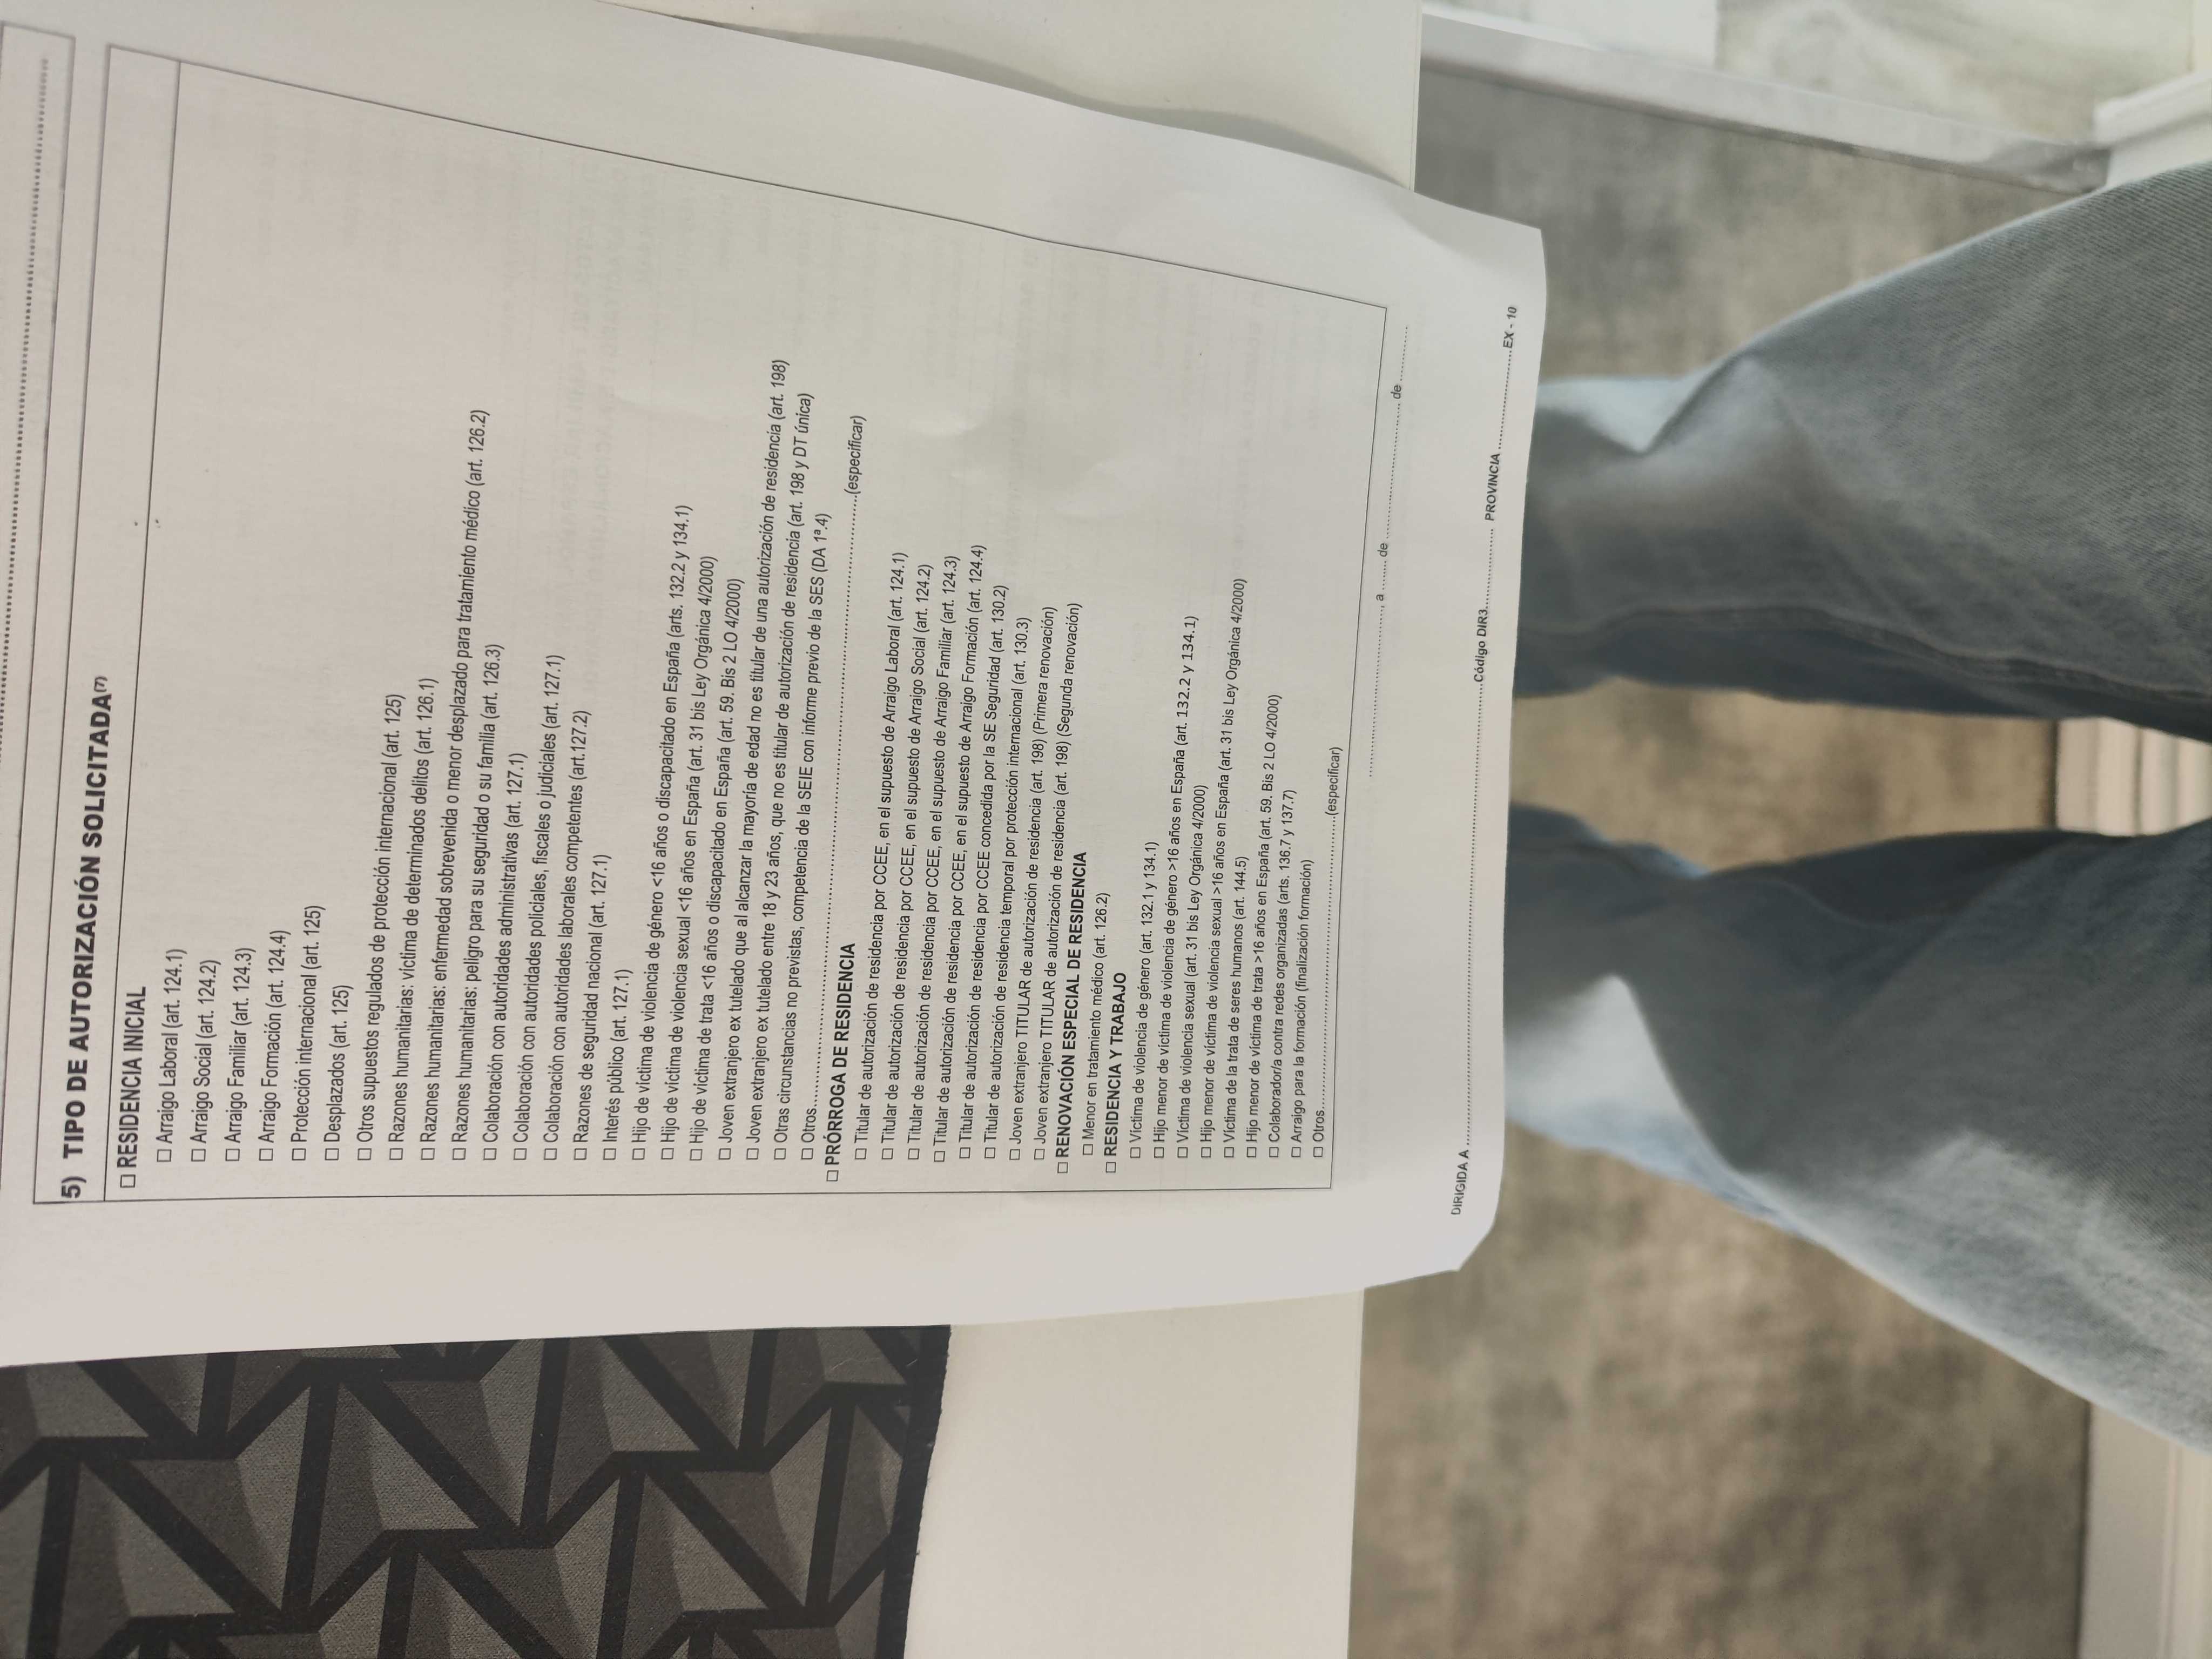 5) TIPO DE AUTORIZACIÓN SOLICITADA(7)
☐ RESIDENCIA INICIAL
☐ Arraigo Laboral (art. 124.1)
☐ Arraigo Social (art. 124.2)
☐ Arraigo Familiar (art. 124.3)
☐ Arraigo Formación (art. 124.4)
☐ Protección internacional (art. 125)
☐ Desplazados (art. 125)
☐ Otros supuestos regulados de protección internacional (art. 125)
☐ Razones humanitarias: víctima de determinados delitos (art. 126.1)
☐ Razones humanitarias: enfermedad sobrevenida o menor desplazado para tratamiento médico (art. 126.2)
☐ Razones humanitarias: peligro para su seguridad o su familia (art. 126.3)
☐ Colaboración con autoridades administrativas (art. 127.1)
☐ Colaboración con autoridades policiales, fiscales o judiciales (art. 127.1)
☐ Colaboración con autoridades laborales competentes (art.127.2)
☐ Razones de seguridad nacional (art. 127.1)
☐ Interés público (art. 127.1)
☐ Hijo de víctima de violencia de género <16 años o discapacitado en España (arts. 132.2 y 134.1)
☐ Hijo de víctima de violencia sexual <16 años en España (art. 31 bis Ley Orgánica 4/2000)
☐ Hijo de víctima de trata <16 años o discapacitado en España (art. 59. Bis 2 LO 4/2000)
☐ Joven extranjero ex tutelado que al alcanzar la mayoría de edad no es titular de una autorización de residencia (art. 198)
☐ Joven extranjero ex tutelado entre 18 y 23 años, que no es titular de autorización de residencia (art. 198 y DT única)
☐ Otras circunstancias no previstas, competencia de la SEIE con informe previo de la SES (DA 1ª.4)
☐ Otros..........................................................................................(especificar)
☐ PRÓRROGA DE RESIDENCIA
☐ Titular de autorización de residencia por CCEE, en el supuesto de Arraigo Laboral (art. 124.1)
☐ Titular de autorización de residencia por CCEE, en el supuesto de Arraigo Social (art. 124.2)
☐ Titular de autorización de residencia por CCEE, en el supuesto de Arraigo Familiar (art. 124.3)
☐ Titular de autorización de residencia por CCEE, en el supuesto de Arraigo Formación (art. 124.4)
☐ Titular de autorización de residencia por CCEE concedida por la SE Seguridad (art. 130.2)
☐ Titular de autorización de residencia temporal por protección internacional (art. 130.3)
☐ Joven extranjero TITULAR de autorización de residencia (art. 198) (Primera renovación)
☐ Joven extranjero TITULAR de autorización de residencia (art. 198) (Segunda renovación)
☐ RENOVACIÓN ESPECIAL DE RESIDENCIA
☐ Menor en tratamiento médico (art. 126.2)
☐ RESIDENCIA Y TRABAJO
☐ Víctima de violencia de género (art. 132.1 y 134.1)
☐ Hijo menor de víctima de violencia de género >16 años en España (art. 132.2 y 134.1)
☐ Víctima de violencia sexual (art. 31 bis Ley Orgánica 4/2000)
☐ Hijo menor de víctima de violencia sexual >16 años en España (art. 31 bis Ley Orgánica 4/2000)
☐ Víctima de la trata de seres humanos (art. 144.5)
☐ Hijo menor de víctima de trata >16 años en España (art. 59. Bis 2 LO 4/2000)
☐ Colaborador/a contra redes organizadas (arts. 136.7 y 137.7)
☐ Arraigo para la formación (finalización formación)
☐ Otros..........................................................................(especificar)
........................................., a ........ de .............................. de ..............
DIRIGIDA A ..........................................................................Código DIR3.................. PROVINCIA .......................EX - 10